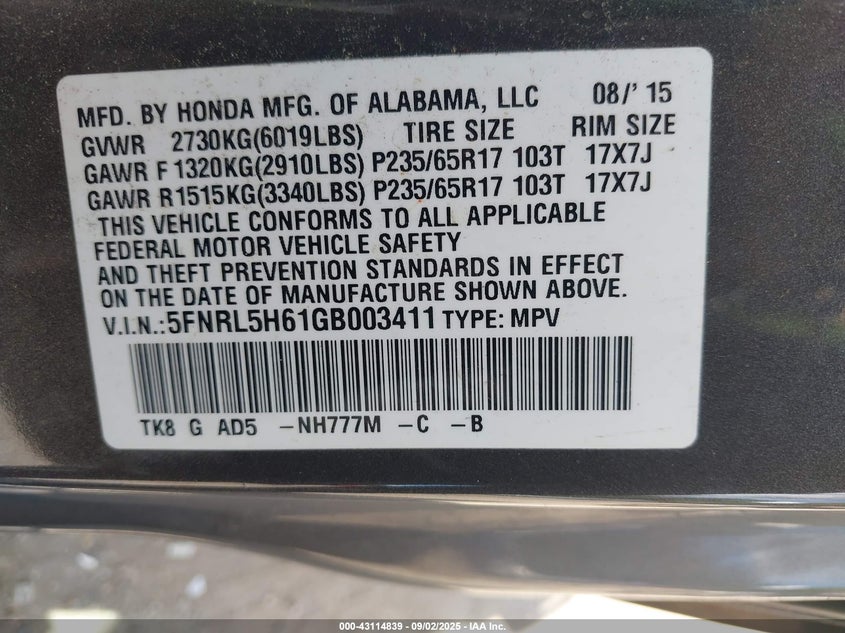 MFD. BY HONDA MFG. OF ALABAMA, LLC 08/' 15
GVWR 2730KG(6019LBS) TIRE SIZE RIM SIZE
GAWR F 1320KG(2910LBS) P235/65R17 103T 17X7J
GAWR R1515KG(3340LBS) P235/65R17 103T 17X7J
THIS VEHICLE CONFORMS TO ALL APPLICABLE
FEDERAL MOTOR VEHICLE SAFETY
AND THEFT PREVENTION STANDARDS IN EFFECT
ON THE DATE OF MANUFACTURE SHOWN ABOVE.
V.I.N.:5FNRL5H61GB003411 TYPE: MPV
TK8 G AD5 -NH777M -C -B
000-43114839 - 09/02/2025 - IAA Inc.